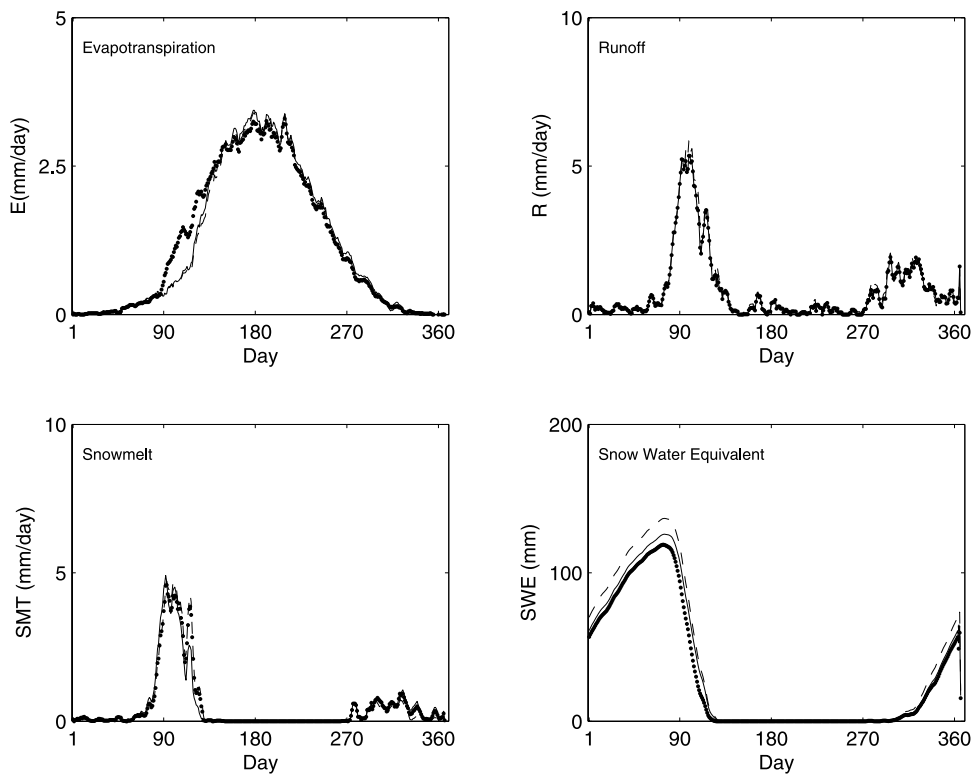 5
Evapotranspiration
E(mm/day)
2.5
0
1 90 180 270 360
Day
10
Runoff
R (mm/day)
5
0
1 90 180 270 360
Day
10
Snowmelt
SMT (mm/day)
5
0
1 90 180 270 360
Day
200
Snow Water Equivalent
SWE (mm)
100
0
1 90 180 270 360
Day